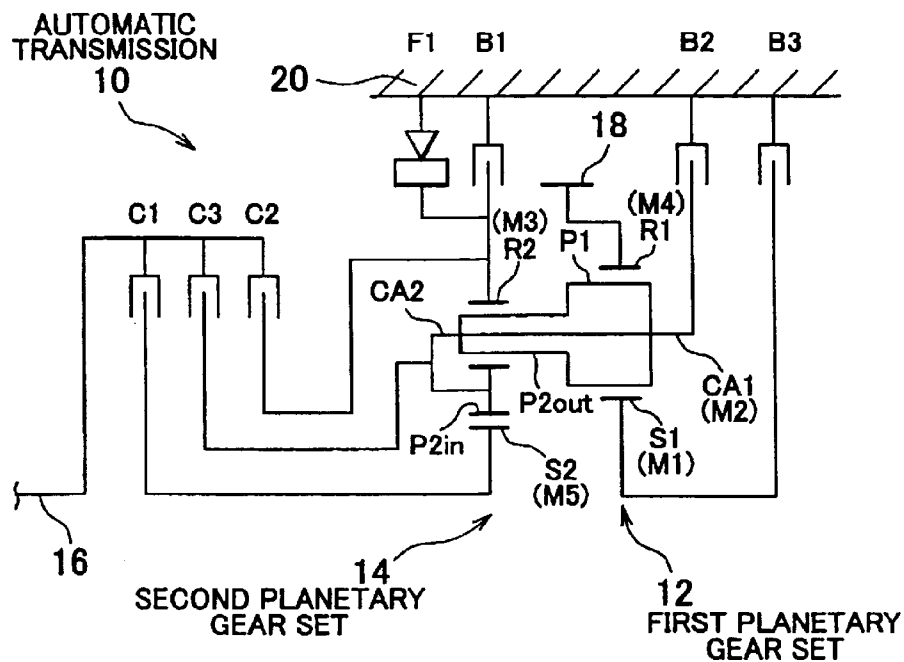 AUTOMATIC
TRANSMISSION
10
F1
B1
B2
B3
20
18
C1
C3
C2
(M3)
R2
P1
(M4)
R1
CA2
CA1
(M2)
P2out
P2in
S1
(M1)
S2
(M5)
16
14
SECOND PLANETARY
GEAR SET
12
FIRST PLANETARY
GEAR SET